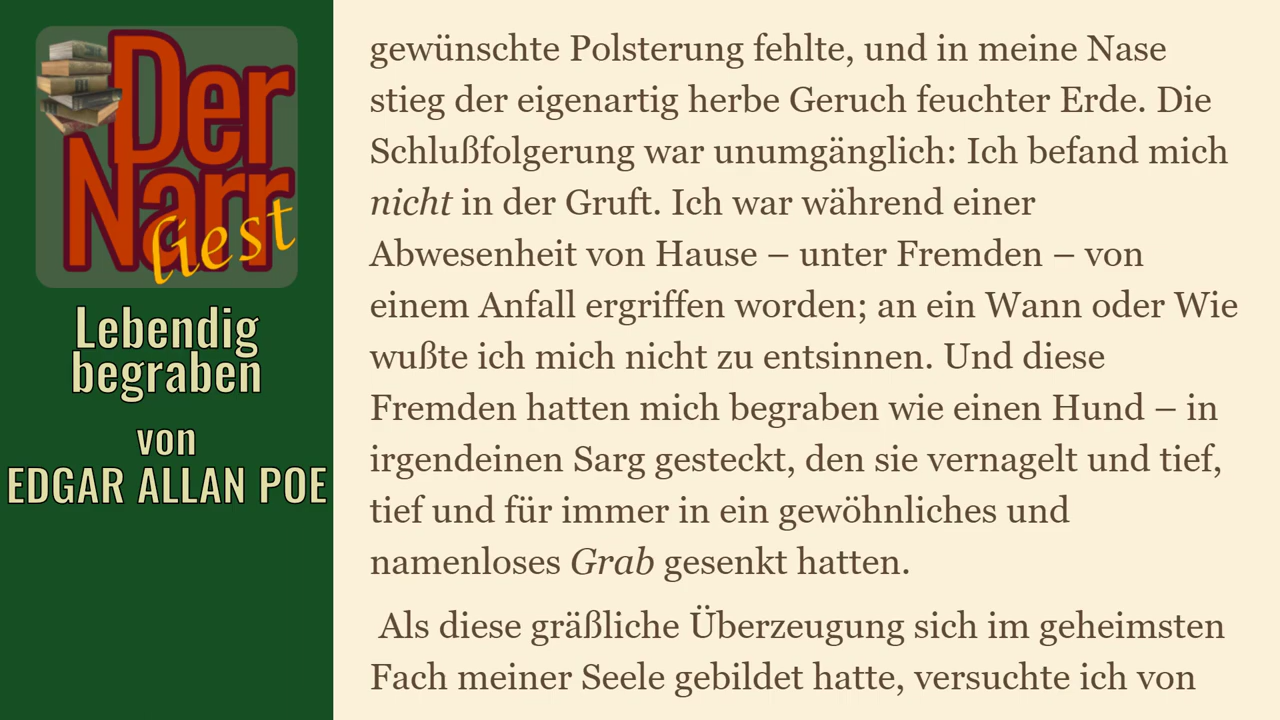 Der
Narr
liest
Lebendig
begraben
von
EDGAR ALLAN POE
gewünschte Polsterung fehlte, und in meine Nase
stieg der eigenartig herbe Geruch feuchter Erde. Die
Schlußfolgerung war unumgänglich: Ich befand mich
nicht in der Gruft. Ich war während einer
Abwesenheit von Hause – unter Fremden – von
einem Anfall ergriffen worden; an ein Wann oder Wie
wußte ich mich nicht zu entsinnen. Und diese
Fremden hatten mich begraben wie einen Hund – in
irgendeinen Sarg gesteckt, den sie vernagelt und tief,
tief und für immer in ein gewöhnliches und
namenloses Grab gesenkt hatten.
Als diese gräßliche Überzeugung sich im geheimsten
Fach meiner Seele gebildet hatte, versuchte ich von